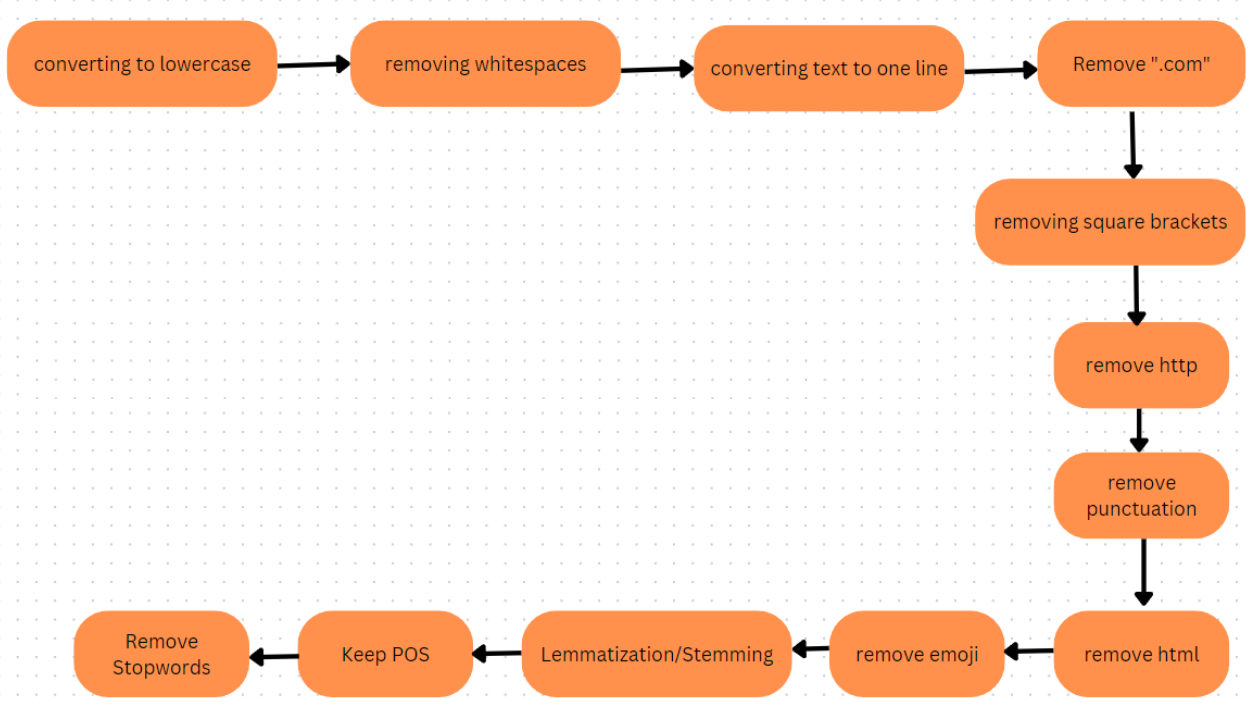 converting to lowercase
removing whitespaces
converting text to one line
Remove ".com"
removing square brackets
remove http
remove
punctuation
remove html
remove emoji
Lemmatization/Stemming
Keep POS
Remove
Stopwords